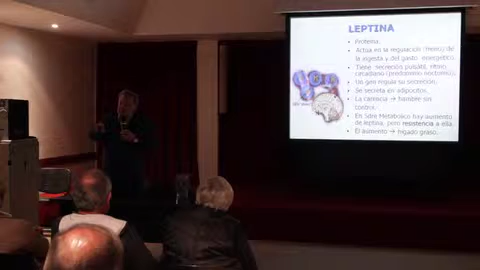 LEPTINA
• Proteína.
• Actúa en la regulación (freno) de
la ingesta y del gasto energético.
• Tiene secreción pulsátil, ritmo
circadiano (predominio nocturno).
• Un gen regula su secreción.
• Se secreta en adipocitos.
• La carencia → hambre sin
control.
• En Sdre Metabólico hay aumento
de leptina, pero resistencia a ella.
• El aumento → hígado graso.